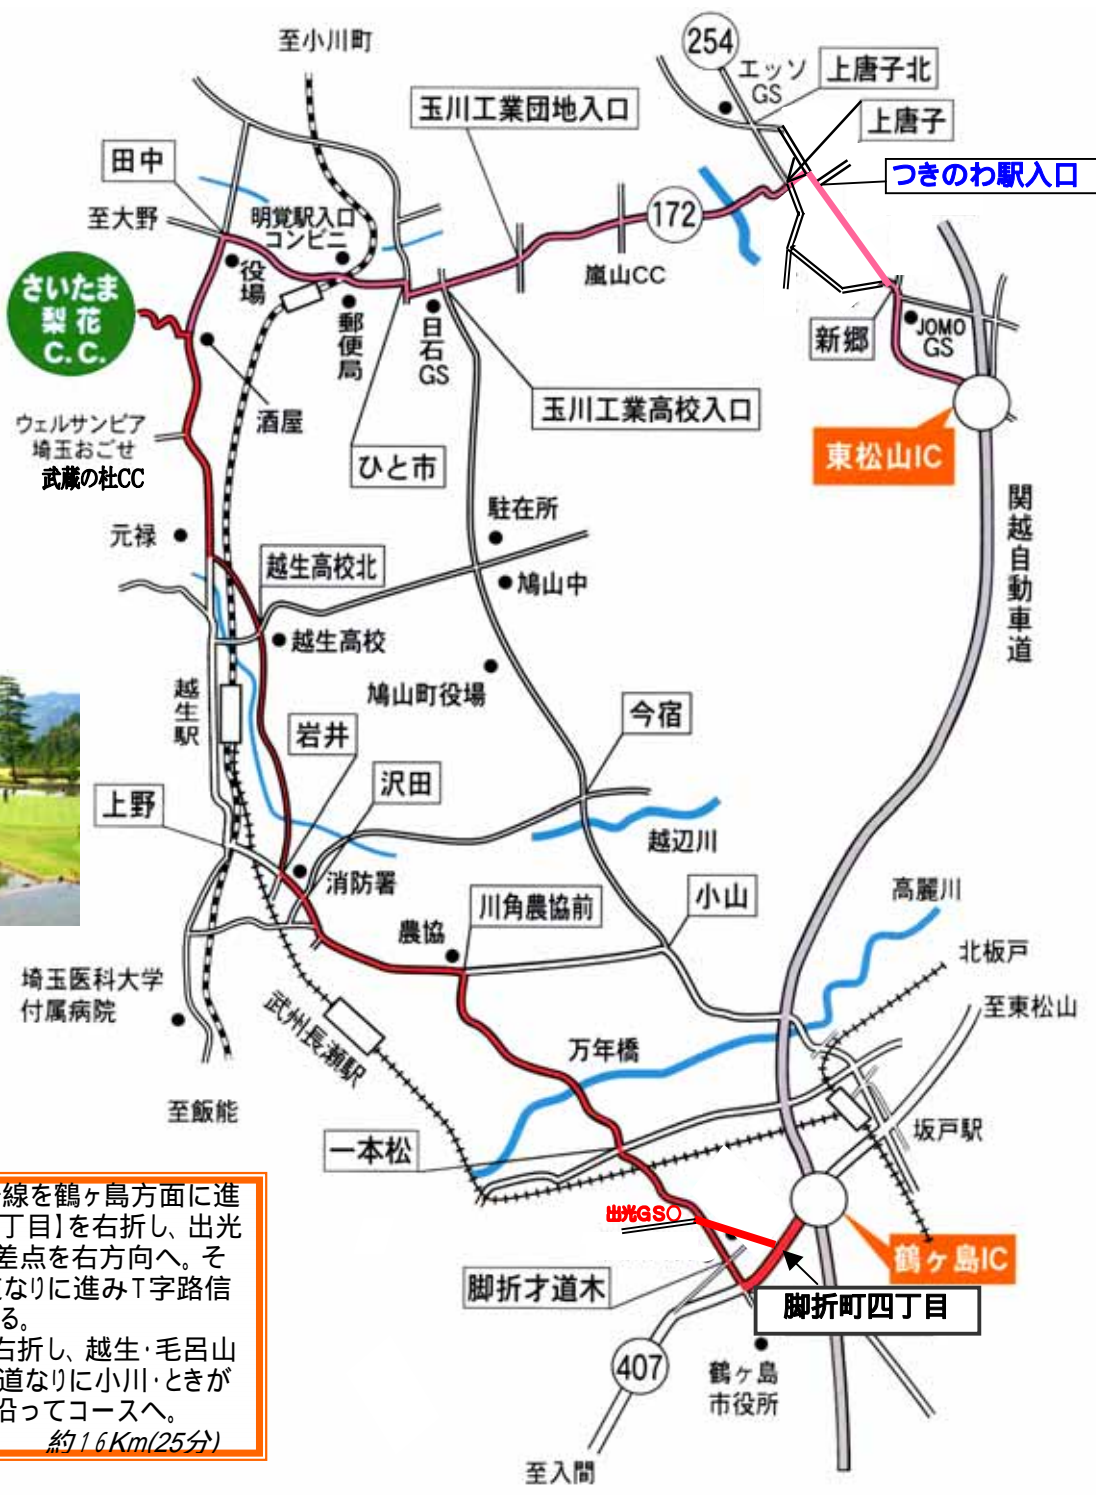 至小川町
254
エッソ
GS
上唐子北
玉川工業団地入口
上唐子
田中
つきのわ駅入口
至大野
明覚駅入口
コンビニ
172
役場
嵐山CC
さいたま
梨花
C.C.
郵便局
日石GS
新郷
JOMO
GS
酒屋
玉川工業高校入口
ウェルサンピア
埼玉おごせ
武蔵の杜CC
ひと市
東松山IC
関越自動車道
駐在所
元禄
越生高校北
鳩山中
越生高校
鳩山町役場
越生駅
今宿
岩井
沢田
上野
越辺川
消防署
小山
川角農協前
高麗川
農協
北坂戸
埼玉医科大学
付属病院
至東松山
武州長瀬駅
万年橋
至飯能
坂戸駅
一本松
線を鶴ヶ島方面に進
丁目】を右折し、出光
差点を右方向へ。そ
なりに進みT字路信
る。
右折し、越生・毛呂山
道なりに小川・ときが
沿ってコースへ。
約16Km(25分)
出光GS○
鶴ヶ島IC
脚折才道木
脚折町四丁目
407
鶴ヶ島
市役所
至入間